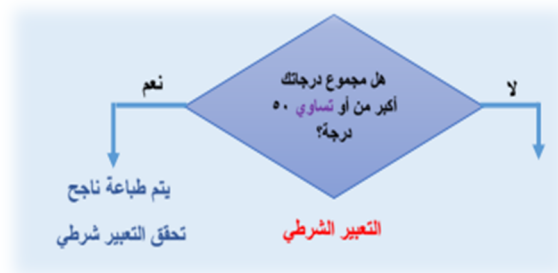 هل مجموع درجاتك
أكبر من أو تساوي ٥٠
درجة؟
نعم
لا
يتم طباعة ناجح
تحقق التعبير شرطي
التعبير الشرطي